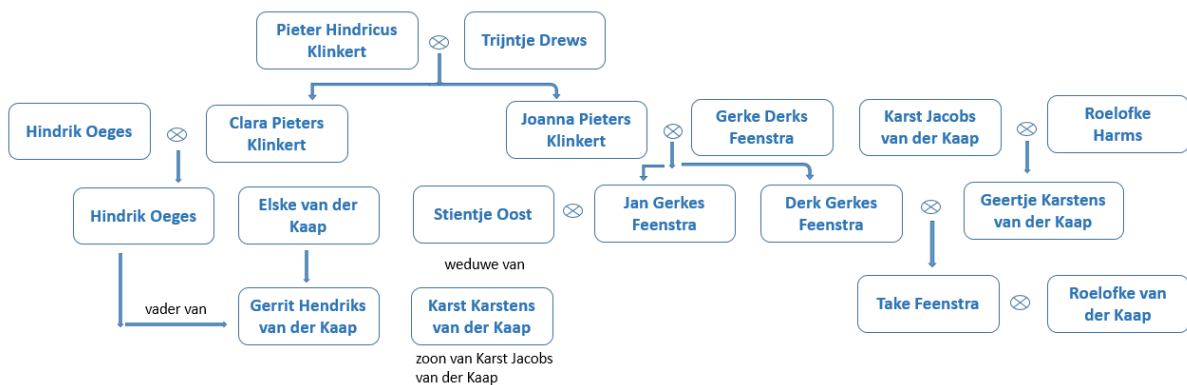 Pieter Hindricus
Klinkert
Trijntje Drews
Hindrik Oeges
Clara Pieters
Klinkert
Joanna Pieters
Klinkert
Gerke Derks
Feenstra
Karst Jacobs
van der Kaap
Roelofke
Harms
Hindrik Oeges
Elske van der
Kaap
Stientje Oost
Jan Gerkes
Feenstra
Derk Gerkes
Feenstra
Geertje Karstens
van der Kaap
weduwe van
vader van
Gerrit Hendriks
van der Kaap
Karst Karstens
van der Kaap
Take Feenstra
Roelofke van
der Kaap
zoon van Karst Jacobs
van der Kaap